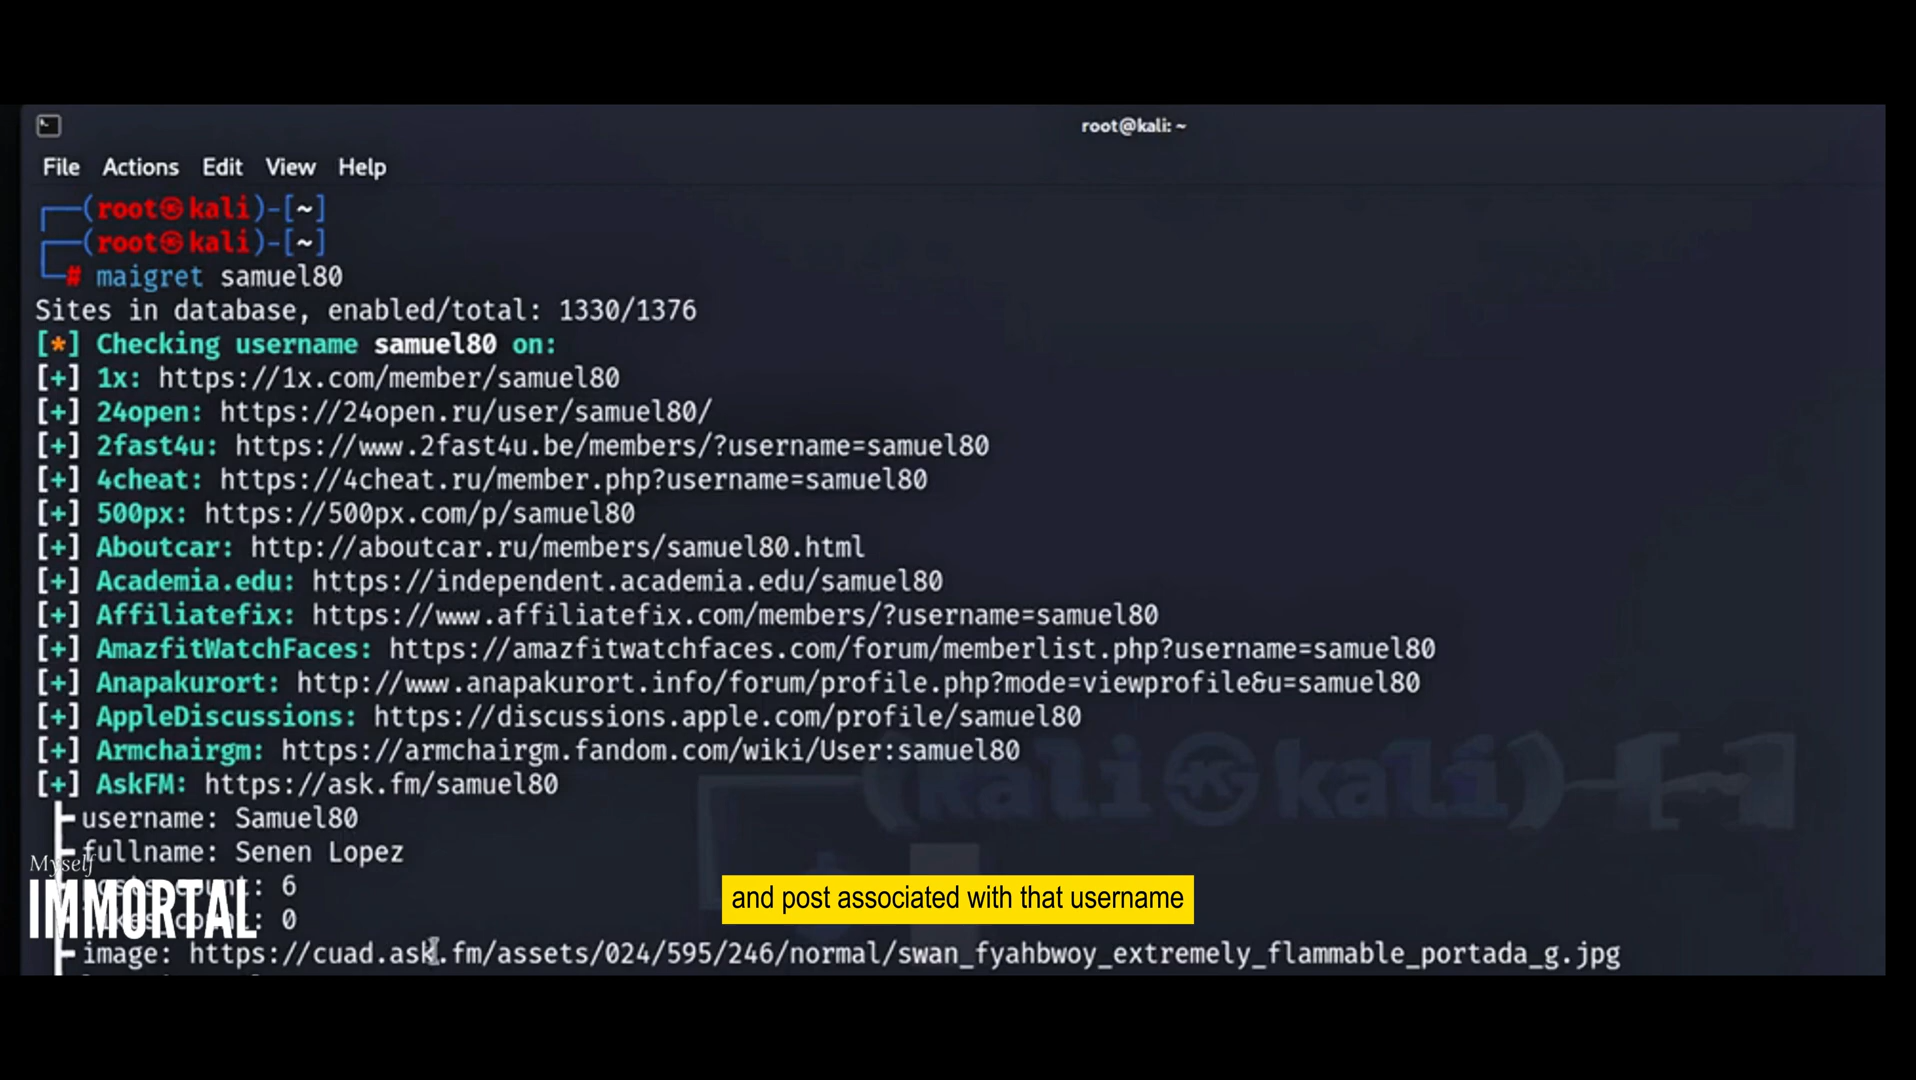 root@kali: ~
File Actions Edit View Help
(root㉿kali)-[~]
(root㉿kali)-[~]
# maigret samuel80
Sites in database, enabled/total: 1330/1376
[*] Checking username samuel80 on:
[+] 1x: https://1x.com/member/samuel80
[+] 24open: https://24open.ru/user/samuel80/
[+] 2fast4u: https://www.2fast4u.be/members/?username=samuel80
[+] 4cheat: https://4cheat.ru/member.php?username=samuel80
[+] 500px: https://500px.com/p/samuel80
[+] Aboutcar: http://aboutcar.ru/members/samuel80.html
[+] Academia.edu: https://independent.academia.edu/samuel80
[+] Affiliatefix: https://www.affiliatefix.com/members/?username=samuel80
[+] AmazfitWatchFaces: https://amazfitwatchfaces.com/forum/memberlist.php?username=samuel80
[+] Anapakurort: http://www.anapakurort.info/forum/profile.php?mode=viewprofile&u=samuel80
[+] AppleDiscussions: https://discussions.apple.com/profile/samuel80
[+] Armchairgm: https://armchairgm.fandom.com/wiki/User:samuel80
(kali㉿kali)-[~]
[+] AskFM: https://ask.fm/samuel80
username: Samuel80
fullname: Senen Lopez
Myself
IMMORTAL
count: 6
count: 0
and post associated with that username
image: https://cuad.ask.fm/assets/024/595/246/normal/swan_fyahbwoy_extremely_flammable_portada_g.jpg